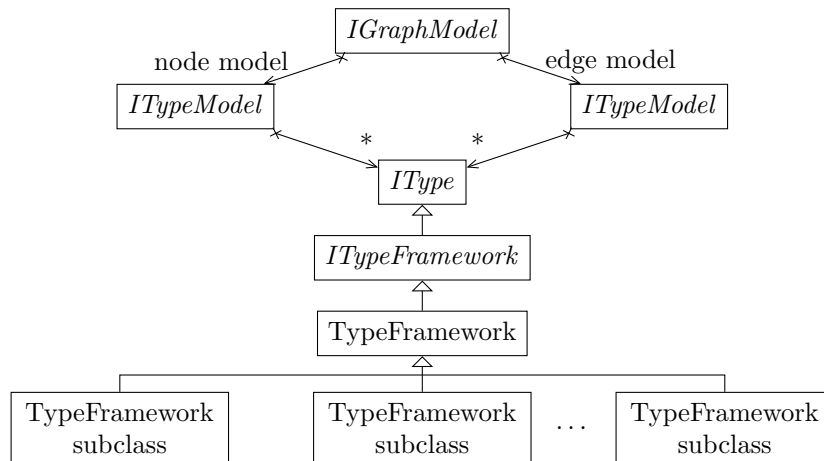 IGraphModel
node model
edge model
ITypeModel
ITypeModel
*
*
IType
ITypeFramework
TypeFramework
TypeFramework
subclass
TypeFramework
subclass
...
TypeFramework
subclass